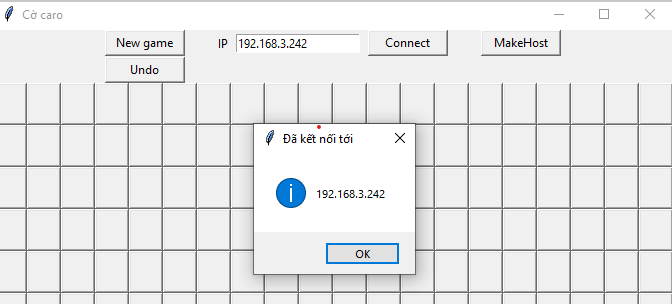 Cờ caro
New game IP 192.168.3.242 Connect MakeHost
Undo
Đã kết nối tới
192.168.3.242
OK